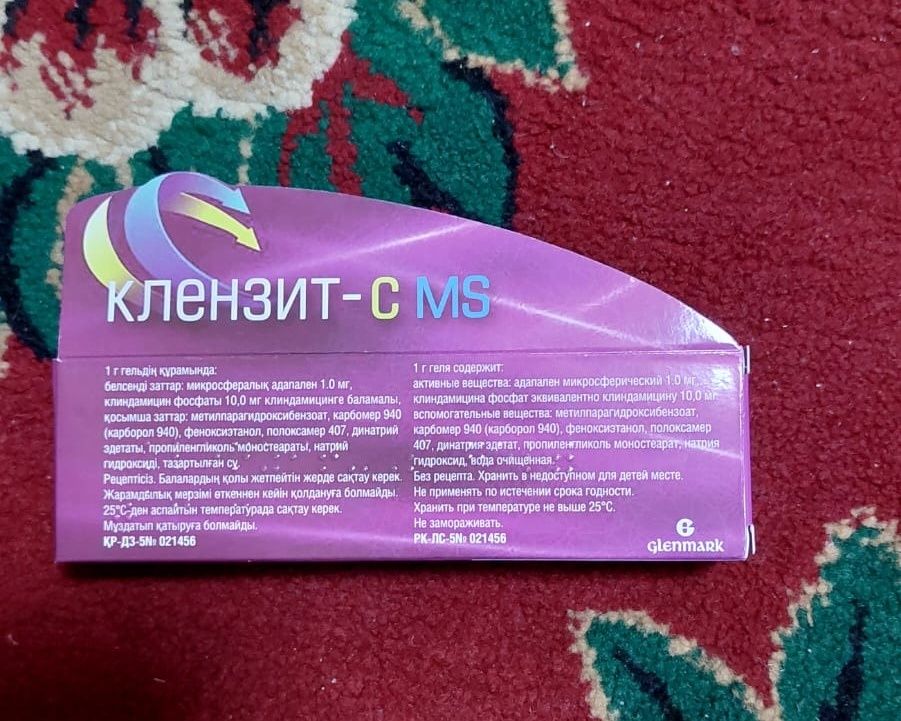 клензит-С MS
1 г гельдің құрамында:
белсенді заттар: микросфералық адапален 1.0 мг,
клиндамицин фосфаты 10,0 мг клиндамицинге баламалы,
қосымша заттар: метилпарагидроксибензоат, карбомер 940
(карборол 940), феноксиэтанол, полоксамер 407, динатрий
эдетаты, пропиленгликоль моностеараты, натрий
гидроксиді, тазартылған су.
Рецептісіз. Балалардың қолы жетпейтін жерде сақтау керек.
Жарамдылық мерзімі өткеннен кейін қолдануға болмайды.
25°С-ден аспайтын температурада сақтау керек.
Мұздатып қатыруға болмайды.
ҚР-ДЗ-5№ 021456
1 г геля содержит:
активные вещества: адапален микросферический 1.0 мг,
клиндамицина фосфат эквивалентно клиндамицину 10,0 мг
вспомогательные вещества: метилпарагидроксибензоат,
карбомер 940 (карборол 940), феноксиэтанол, полоксамер
407, динатрия эдетат, пропиленгликоль моностеарат, натрия
гидроксид, вода очищенная.
Без рецепта. Хранить в недоступном для детей месте.
Не применять по истечении срока годности.
Хранить при температуре не выше 25°С.
Не замораживать.
РК-ЛС-5№ 021456
glenmark